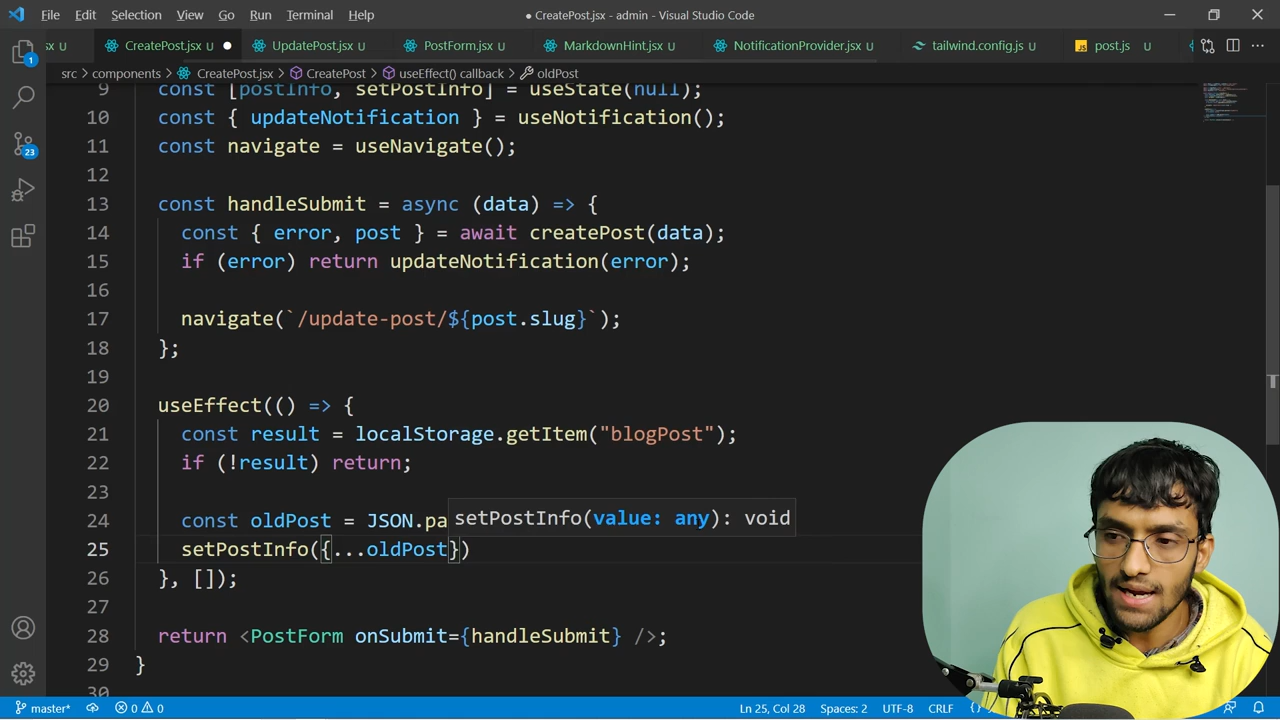 File Edit Selection View Go Run Terminal Help
● CreatePost.jsx - admin - Visual Studio Code
sx U CreatePost.jsx U ● UpdatePost.jsx U PostForm.jsx U MarkdownHint.jsx U NotificationProvider.jsx U tailwind.config.js U JS post.js U
src > components > CreatePost.jsx > CreatePost > useEffect() callback > oldPost
9 const [postInfo, setPostInfo] = useState(null);
10 const { updateNotification } = useNotification();
11 const navigate = useNavigate();
12
13 const handleSubmit = async (data) => {
14 const { error, post } = await createPost(data);
15 if (error) return updateNotification(error);
16
17 navigate(`/update-post/${post.slug}`);
18 };
19
20 useEffect(() => {
21 const result = localStorage.getItem("blogPost");
22 if (!result) return;
23
24 const oldPost = JSON.pa
setPostInfo(value: any): void
25 setPostInfo({...oldPost})
26 }, []);
27
28 return <PostForm onSubmit={handleSubmit} />;
29 }
30
1
23
master* 0 0 Ln 25, Col 28 Spaces: 2 UTF-8 CRLF